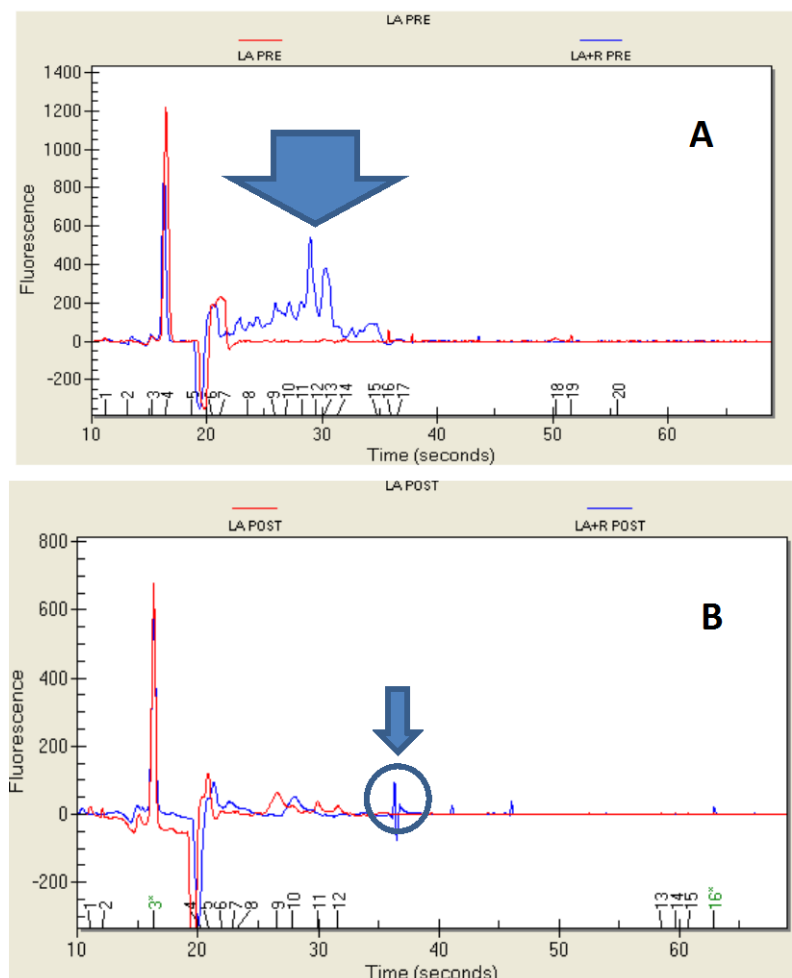 LA PRE
LA PRE LA+R PRE
1400
1200
1000
800
600
400
200
0
-200
Fluorescence
A
1 2 3 4 5 6 7 8 9 10 11 12 13 14 15 16 17 18 19 20
10 20 30 40 50 60
Time (seconds)
LA POST
LA POST LA+R POST
800
600
400
200
0
-200
Fluorescence
B
1 2 3* 4 5 6 7 8 9 10 11 12 13 14 15 16*
10 20 30 40 50 60
Time (seconds)